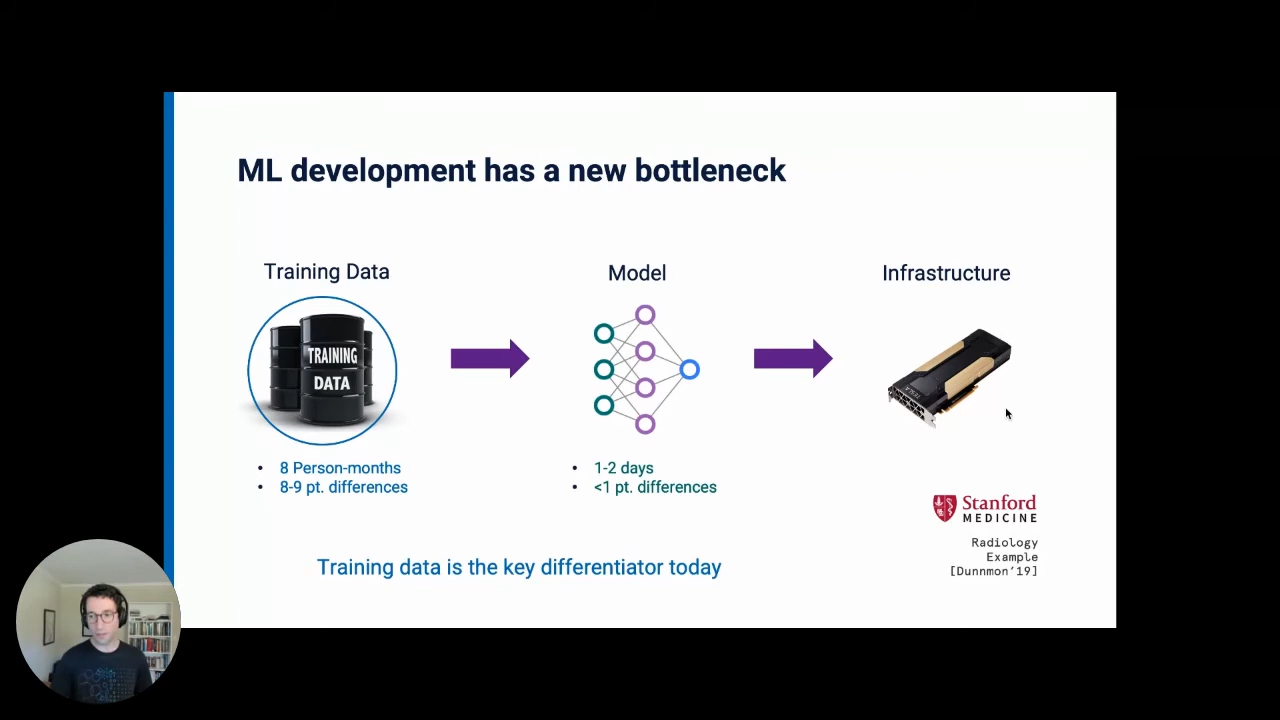 ML development has a new bottleneck
Training Data
Model
Infrastructure
TRAINING
DATA
TESLA
• 8 Person-months
• 8-9 pt. differences
• 1-2 days
• <1 pt. differences
Stanford
MEDICINE
Radiology
Example
[Dunnmon'19]
Training data is the key differentiator today